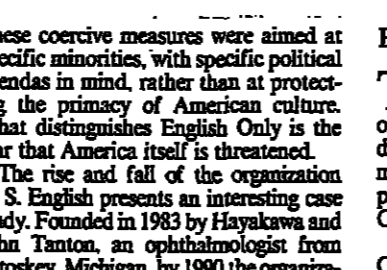 hese coercive measures were aimed at
ecific minorities, with specific political
endas in mind, rather than at protect-
g the primacy of American culture.
hat distinguishes English Only is the
ar that America itself is threatened.
The rise and fall of the organization
S. English presents an interesting case
dy. Founded in 1983 by Hayakawa and
hn Tanton, an ophthalmologist from
toskey, Michigan, by 1990 the organiza-